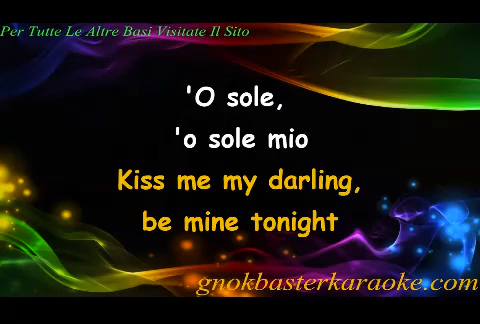 Per Tutte Le Altre Basi Visitate Il Sito
'O sole,
'o sole mio
Kiss me my darling,
be mine tonight
gnokbasterkaraoke.com